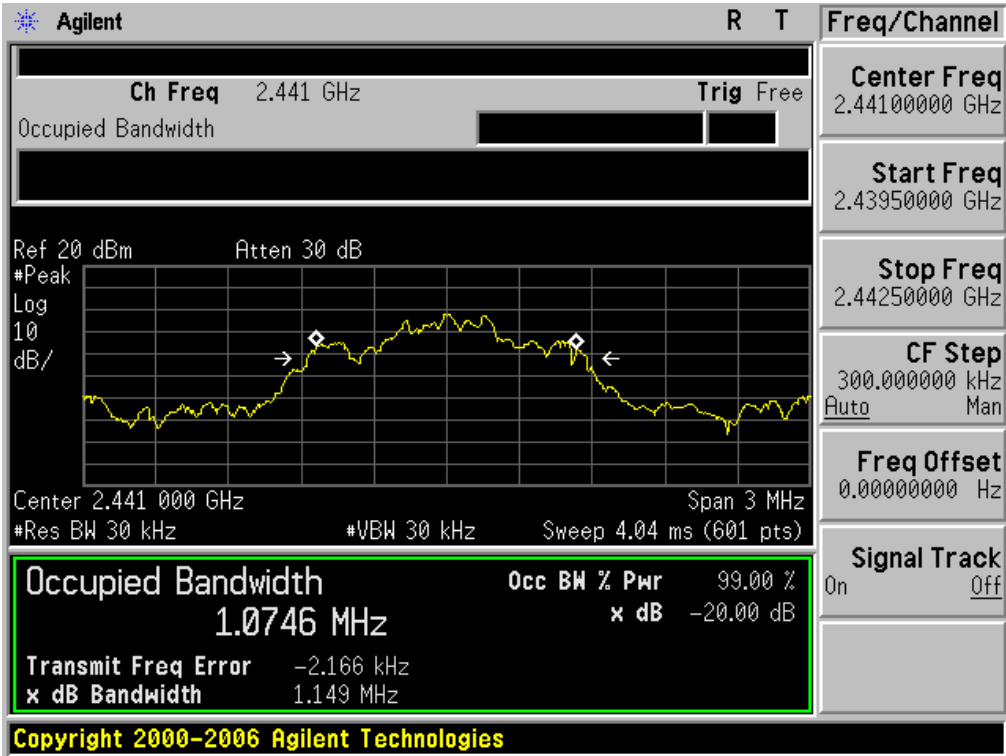 Agilent R T
Freq/Channel
Ch Freq 2.441 GHz Trig Free
Occupied Bandwidth
Center Freq
2.44100000 GHz
Start Freq
2.43950000 GHz
Stop Freq
2.44250000 GHz
CF Step
300.000000 kHz
Auto Man
Freq Offset
0.00000000 Hz
Signal Track
On Off
Ref 20 dBm Atten 30 dB
#Peak
Log
10
dB/
Center 2.441 000 GHz Span 3 MHz
#Res BW 30 kHz #VBW 30 kHz Sweep 4.04 ms (601 pts)
Occupied Bandwidth
1.0746 MHz
Occ BW % Pwr 99.00 %
x dB -20.00 dB
Transmit Freq Error -2.166 kHz
x dB Bandwidth 1.149 MHz
Copyright 2000-2006 Agilent Technologies